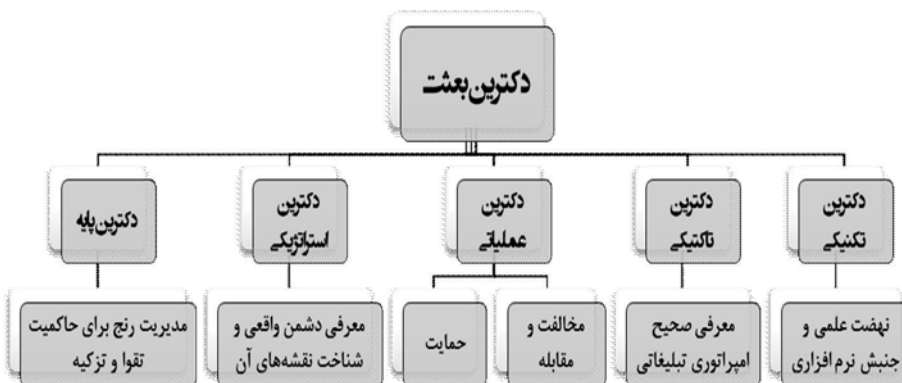 دکترین بعثت
دکترین
تکنیکی
دکترین
تاکتیکی
دکترین
عملیاتی
دکترین
استراتژیکی
دکترین پایه
نهضت علمی و
جنبش نرم افزاری
معرفی صحیح
امپراتوری تبلیغاتی
مخالفت و
مقابله
حمایت
معرفی دشمن واقعی و
شناخت نقشه‌های آن
مدیریت رنج برای حاکمیت
تقوا و تزکیه